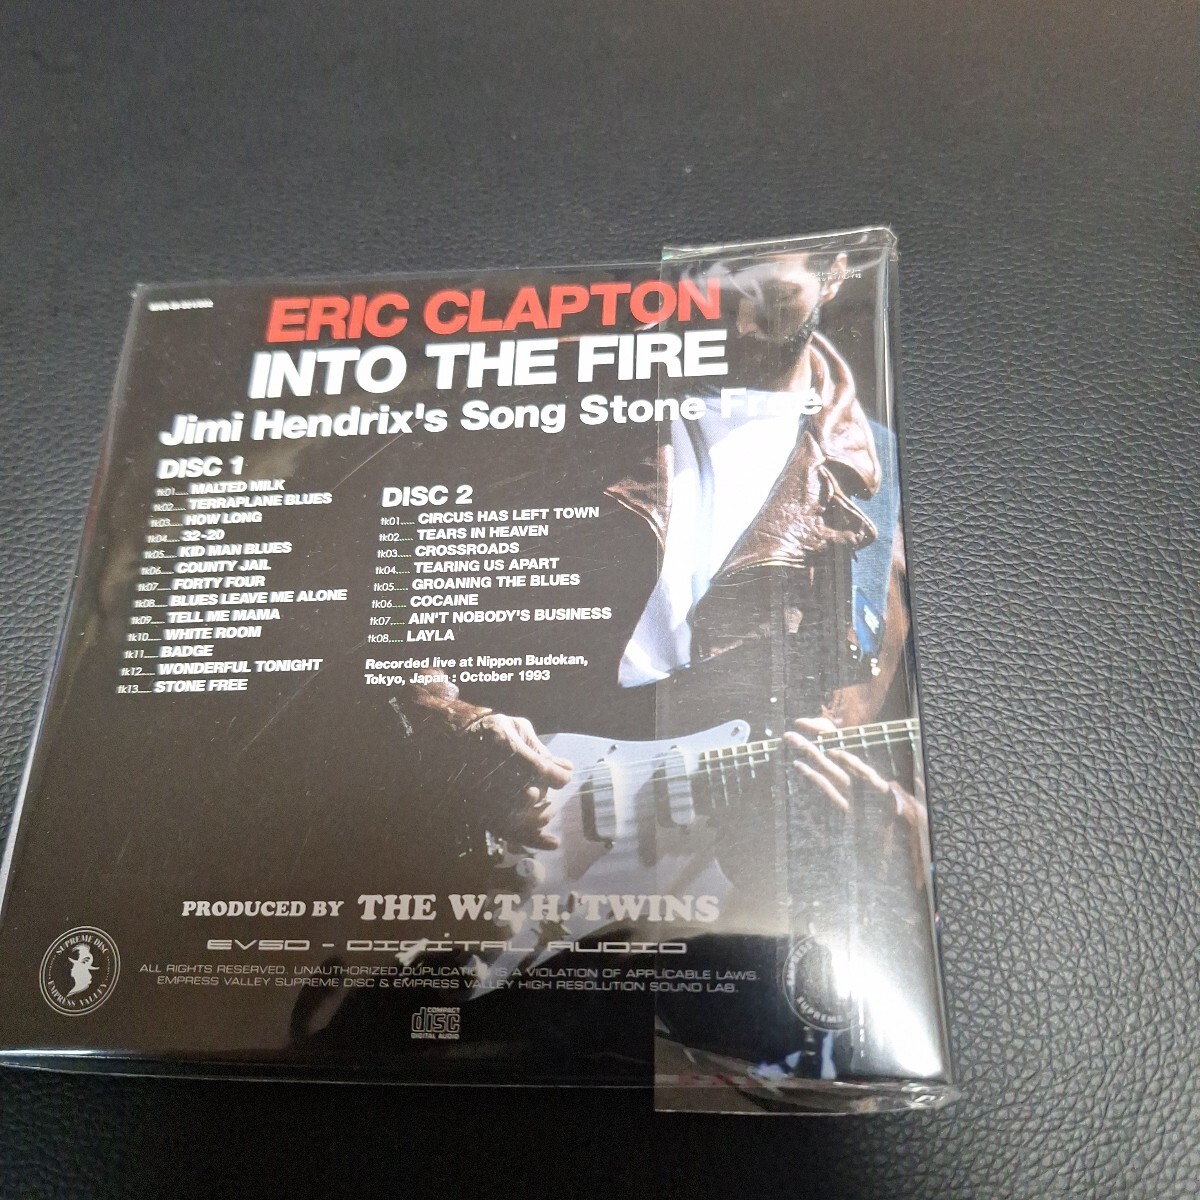 ERIC CLAPTON
INTO THE FIRE
Jimi Hendrix's Song Stone Free
DISC 1
tk01..... MALTED MILK
tk02..... TERRAPLANE BLUES
tk03..... HOW LONG
tk04..... 32-20
tk05..... KID MAN BLUES
tk06..... COUNTY JAIL
tk07..... FORTY FOUR
tk08..... BLUES LEAVE ME ALONE
tk09..... TELL ME MAMA
tk10..... WHITE ROOM
tk11..... BADGE
tk12..... WONDERFUL TONIGHT
tk13..... STONE FREE
DISC 2
tk01..... CIRCUS HAS LEFT TOWN
tk02..... TEARS IN HEAVEN
tk03..... CROSSROADS
tk04..... TEARING US APART
tk05..... GROANING THE BLUES
tk06..... COCAINE
tk07..... AIN'T NOBODY'S BUSINESS
tk08..... LAYLA
Recorded live at Nippon Budokan,
Tokyo, Japan : October 1993
PRODUCED BY THE W.T.H. TWINS
EVSD - DIGITAL AUDIO
ALL RIGHTS RESERVED. UNAUTHORIZED DUPLICATION IS A VIOLATION OF APPLICABLE LAWS.
EMPRESS VALLEY SUPREME DISC & EMPRESS VALLEY HIGH RESOLUTION SOUND LAB.
SUPREME DISC
EMPRESS VALLEY
COMPACT
disc
DIGITAL AUDIO